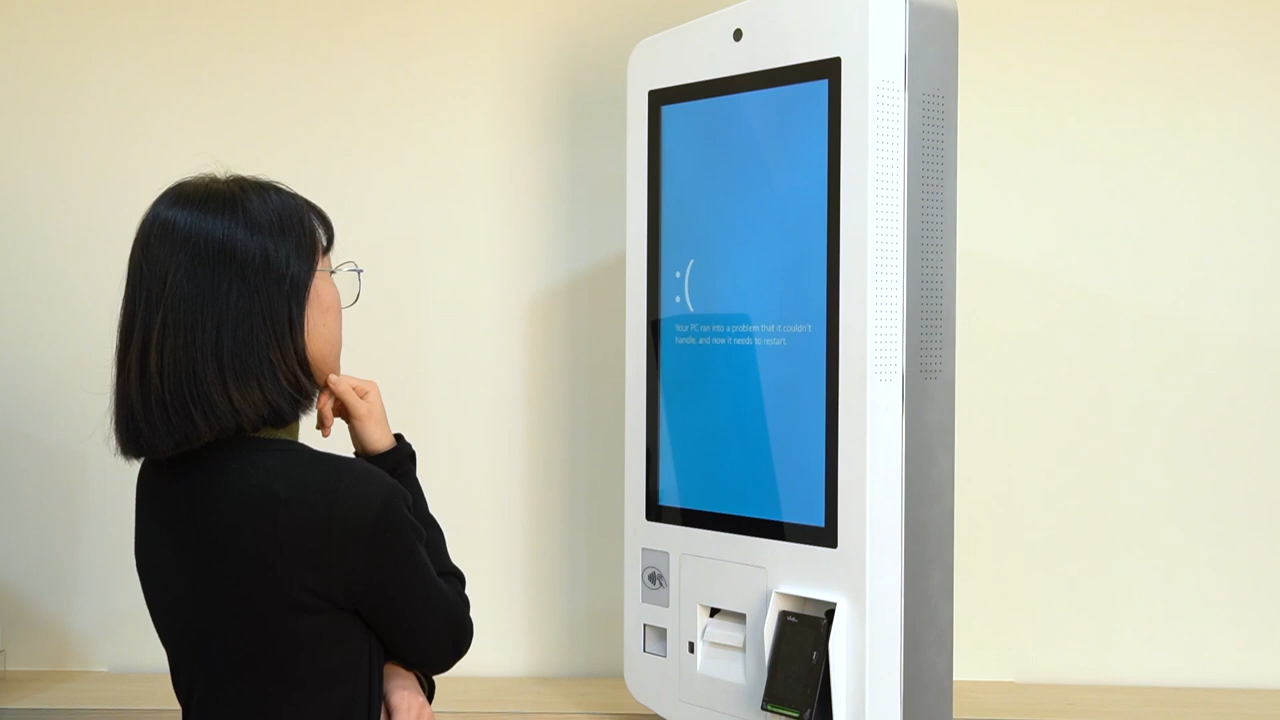 :(
Your PC ran into a problem that it couldn't
handle, and now it needs to restart.